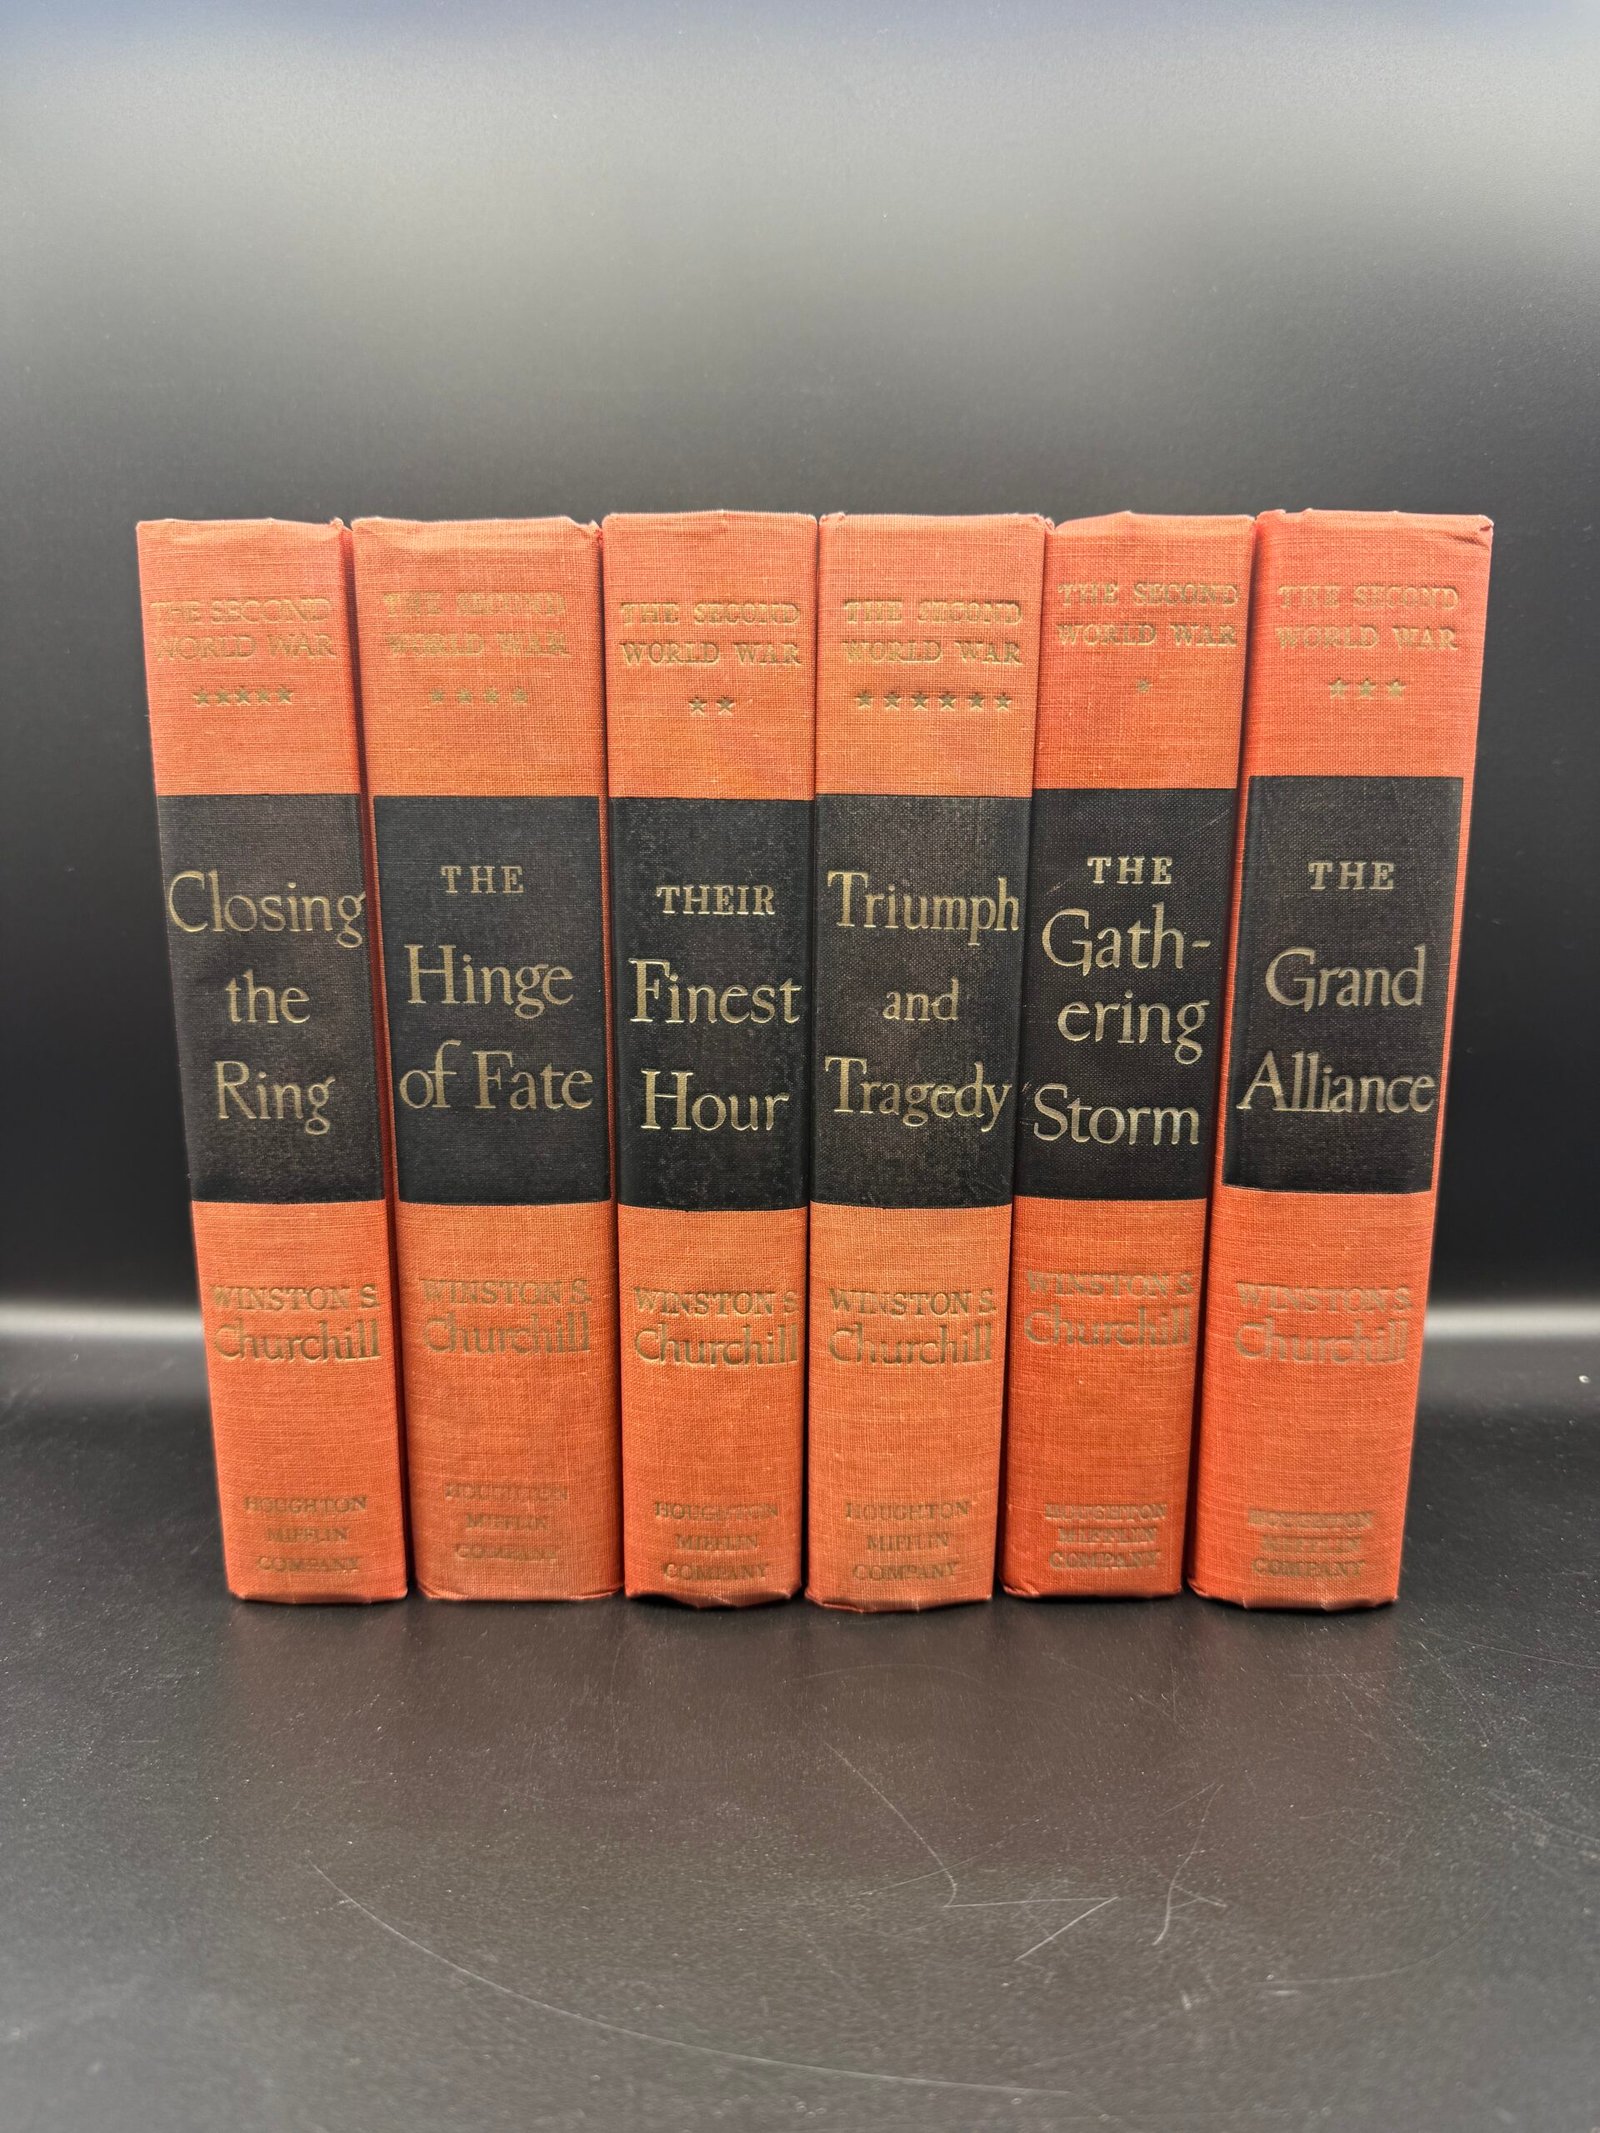 THE SECOND
WORLD WAR
★★★★★
Closing
the
Ring
WINSTON S.
Churchill
HOUGHTON
MIFFLIN
COMPANY
THE SECOND
WORLD WAR
★★★★
THE
Hinge
of Fate
WINSTON S.
Churchill
HOUGHTON
MIFFLIN
COMPANY
THE SECOND
WORLD WAR
★★
THEIR
Finest
Hour
WINSTON S.
Churchill
HOUGHTON
MIFFLIN
COMPANY
THE SECOND
WORLD WAR
★★★★★★
Triumph
and
Tragedy
WINSTON S.
Churchill
HOUGHTON
MIFFLIN
COMPANY
THE SECOND
WORLD WAR
★
THE
Gath-
ering
Storm
WINSTON S.
Churchill
HOUGHTON
MIFFLIN
COMPANY
THE SECOND
WORLD WAR
★★★
THE
Grand
Alliance
WINSTON S.
Churchill
HOUGHTON
MIFFLIN
COMPANY